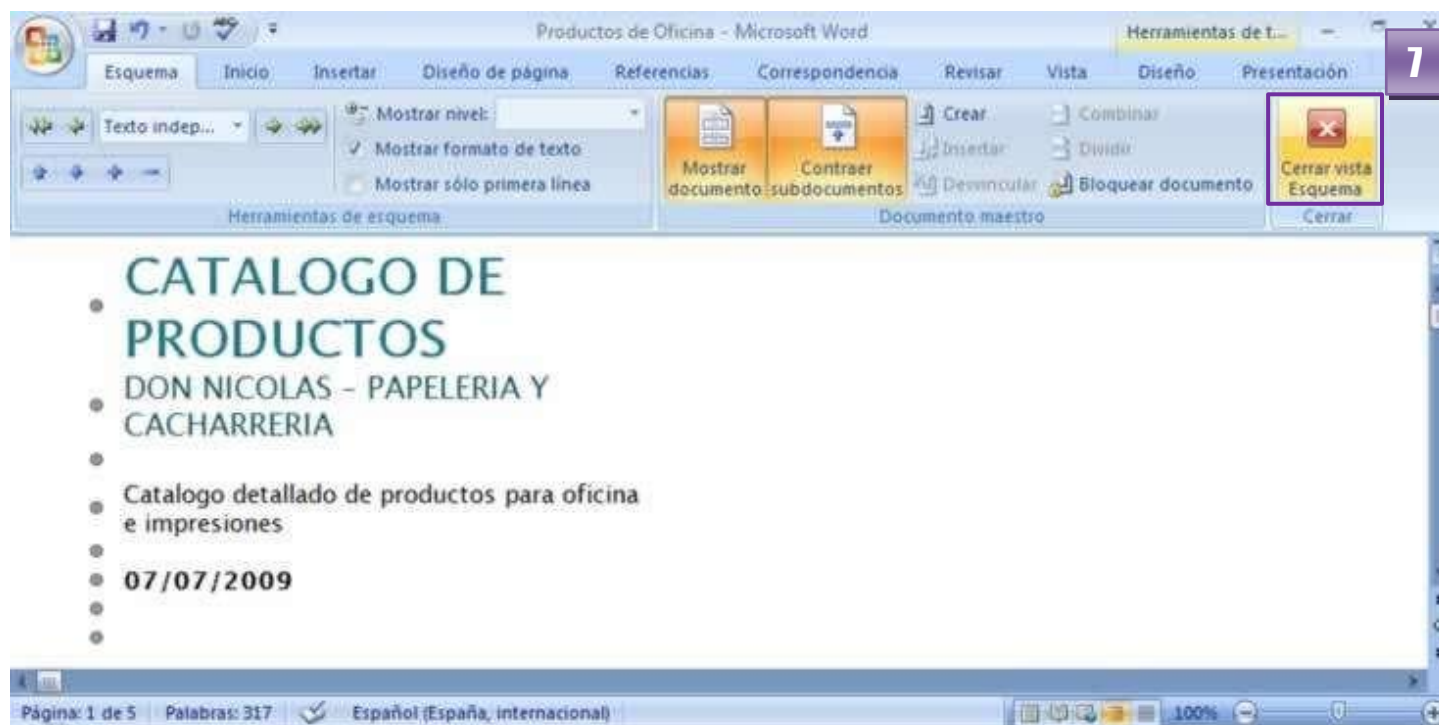 Productos de Oficina - Microsoft Word
Herramientas de t...
7
Esquema Inicio Insertar Diseño de página Referencias Correspondencia Revisar Vista Diseño Presentación
Texto indep...
Mostrar nivel:
Mostrar formato de texto
Mostrar sólo primera línea
Herramientas de esquema
Mostrar documento
Contraer subdocumentos
Crear
Insertar
Desvincular
Combinar
Dividir
Bloquear documento
Documento maestro
Cerrar vista
Esquema
Cerrar
CATALOGO DE
PRODUCTOS
DON NICOLAS – PAPELERIA Y
CACHARRERIA
Catalogo detallado de productos para oficina
e impresiones
07/07/2009
Página: 1 de 5 Palabras: 317 Español (España, internacional) 100%